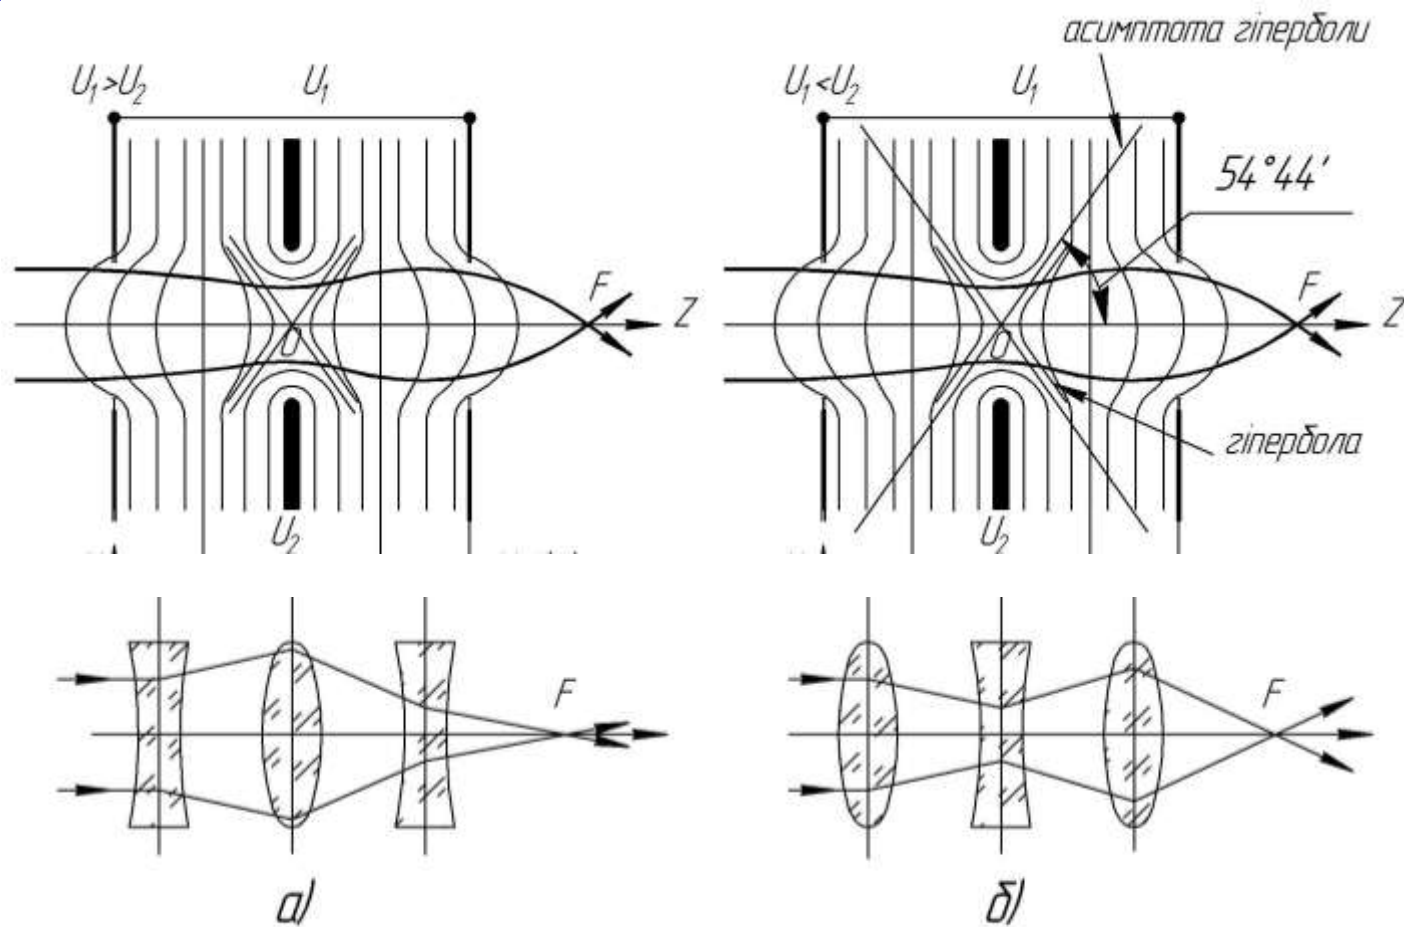 асимптота гіперболи
U₁>U₂
U₁
U₁<U₂
U₁
54°44'
F
Z
F
Z
O
O
гіпербола
U₂
U₂
F
F
а)
б)